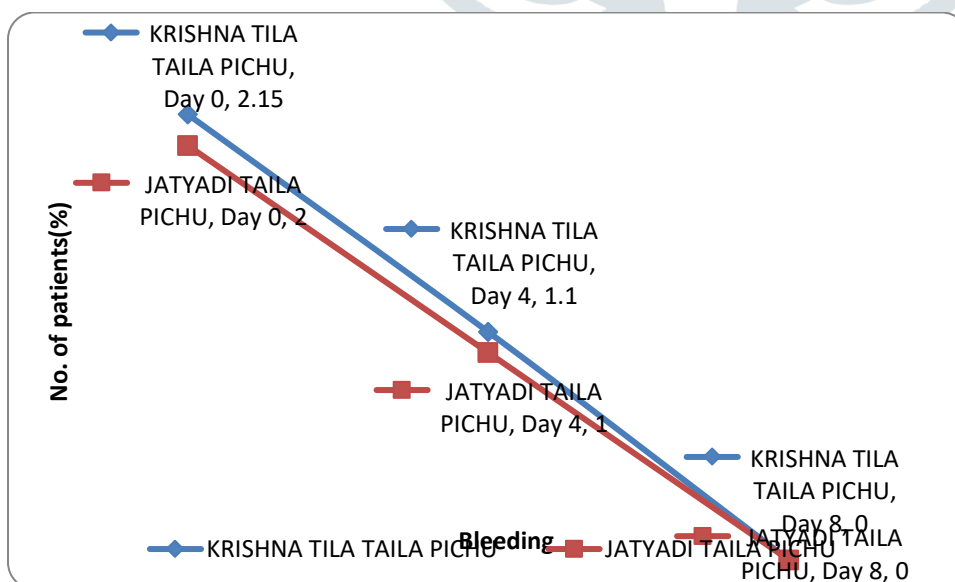 KRISHNA TILA
TAILA PICHU,
Day 0, 2.15
JATYADI TAILA
PICHU, Day 0, 2
KRISHNA TILA
TAILA PICHU,
Day 4, 1.1
JATYADI TAILA
PICHU, Day 4, 1
KRISHNA TILA
TAILA PICHU,
Day 8, 0
JATYADI TAILA
PICHU, Day 8, 0
No. of patients(%)
Bleeding
KRISHNA TILA TAILA PICHU
JATYADI TAILA PICHU